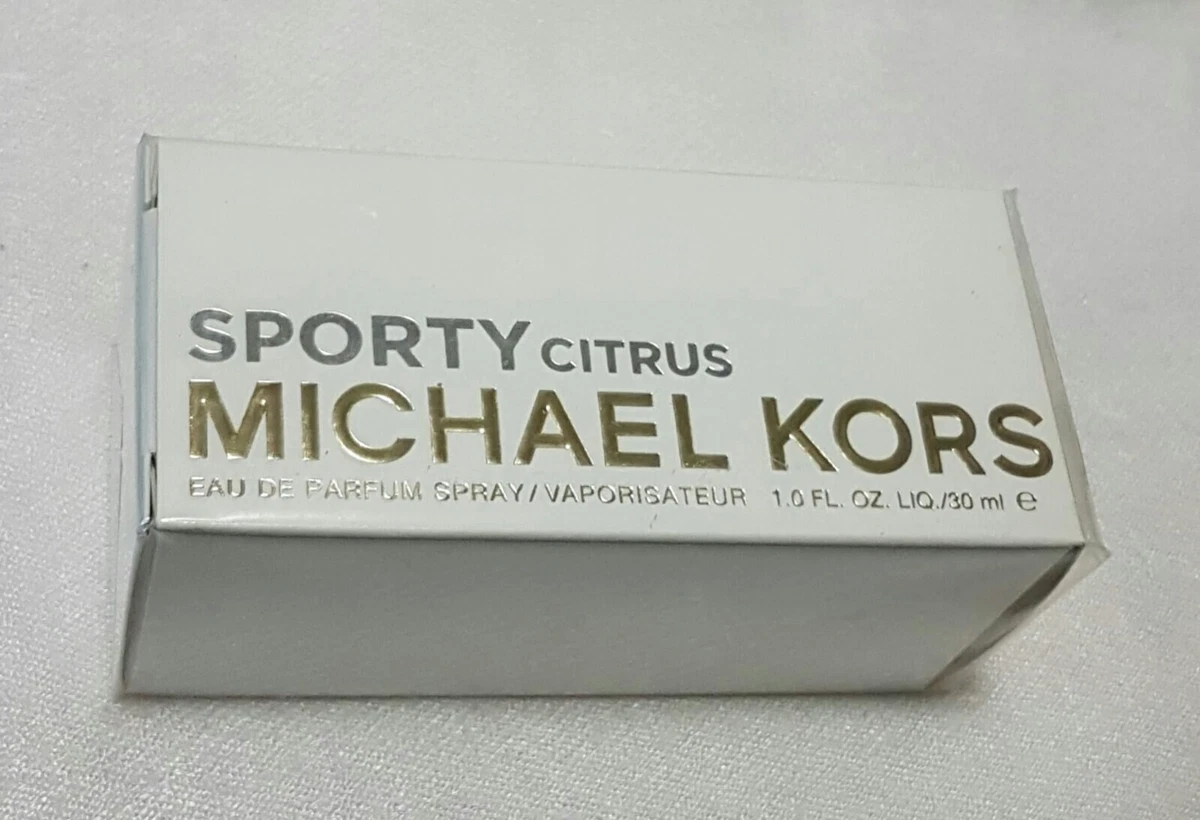 SPORTY CITRUS
MICHAEL KORS
EAU DE PARFUM SPRAY/VAPORISATEUR 1.0 FL. OZ. LIQ./30 ml ℮